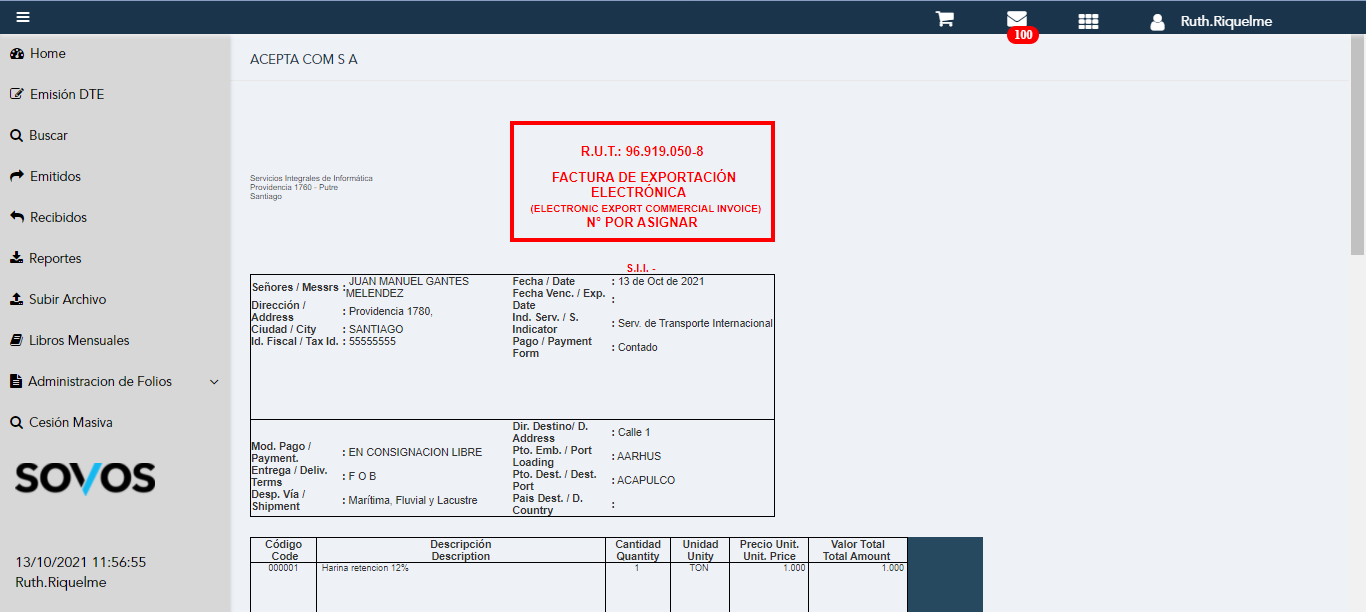 Ruth.Riquelme
100
Home
Emisión DTE
Buscar
Emitidos
Recibidos
Reportes
Subir Archivo
Libros Mensuales
Administracion de Folios
Cesión Masiva
SOVOS
13/10/2021 11:56:55
Ruth.Riquelme
ACEPTA COM S A
Servicios Integrales de Informática
Providencia 1760 - Putre
Santiago
R.U.T.: 96.919.050-8
FACTURA DE EXPORTACIÓN
ELECTRÓNICA
(ELECTRONIC EXPORT COMMERCIAL INVOICE)
N° POR ASIGNAR
S.I.I. -
Señores / Messrs : JUAN MANUEL GANTES
MELENDEZ
Dirección /
Address : Providencia 1780,
Ciudad / City : SANTIAGO
Id. Fiscal / Tax Id. : 55555555
Fecha / Date : 13 de Oct de 2021
Fecha Venc. / Exp.
Date :
Ind. Serv. / S.
Indicator : Serv. de Transporte Internacional
Pago / Payment
Form : Contado
Mod. Pago /
Payment. : EN CONSIGNACION LIBRE
Entrega / Deliv.
Terms : F O B
Desp. Vía /
Shipment : Marítima, Fluvial y Lacustre
Dir. Destino/ D.
Address : Calle 1
Pto. Emb. / Port
Loading : AARHUS
Pto. Dest. / Dest.
Port : ACAPULCO
Pais Dest. / D.
Country :
Código Descripción Cantidad Unidad Precio Unit. Valor Total
Code Description Quantity Unity Unit. Price Total Amount
000001 Harina retencion 12% 1 TON 1.000 1.000